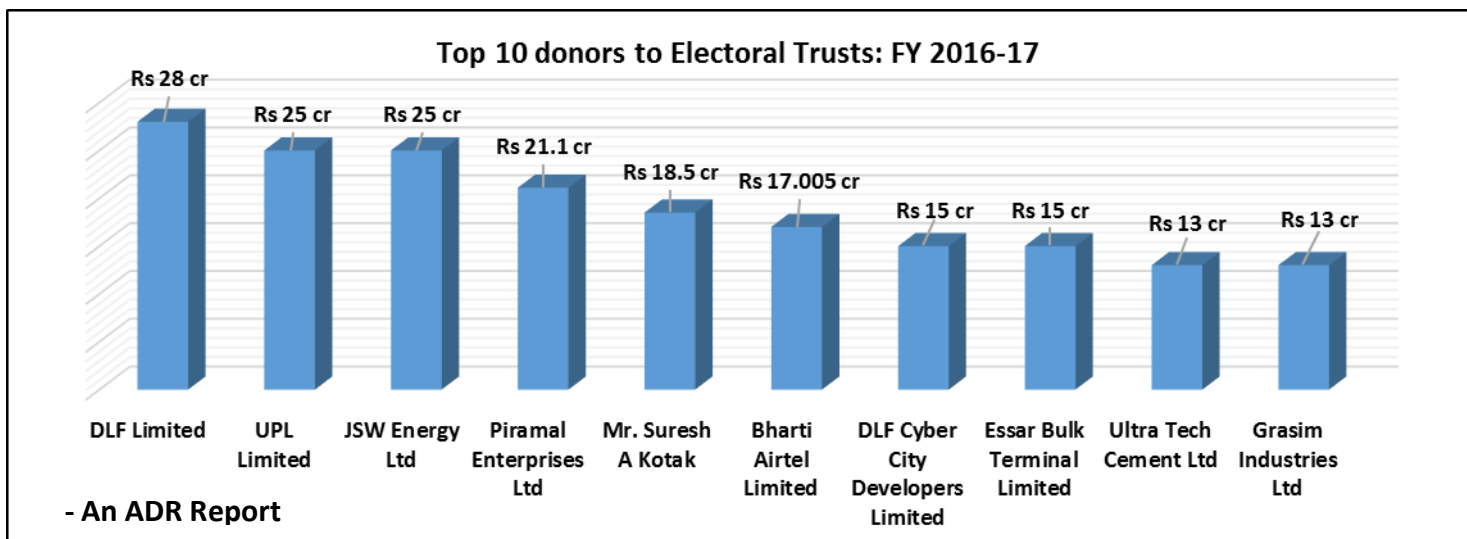 Top 10 donors to Electoral Trusts: FY 2016-17
Rs 28 cr
Rs 25 cr
Rs 25 cr
Rs 21.1 cr
Rs 18.5 cr
Rs 17.005 cr
Rs 15 cr
Rs 15 cr
Rs 13 cr
Rs 13 cr
DLF Limited
UPL
Limited
JSW Energy
Ltd
Piramal
Enterprises
Ltd
Mr. Suresh
A Kotak
Bharti
Airtel
Limited
DLF Cyber
City
Developers
Limited
Essar Bulk
Terminal
Limited
Ultra Tech
Cement Ltd
Grasim
Industries
Ltd
- An ADR Report